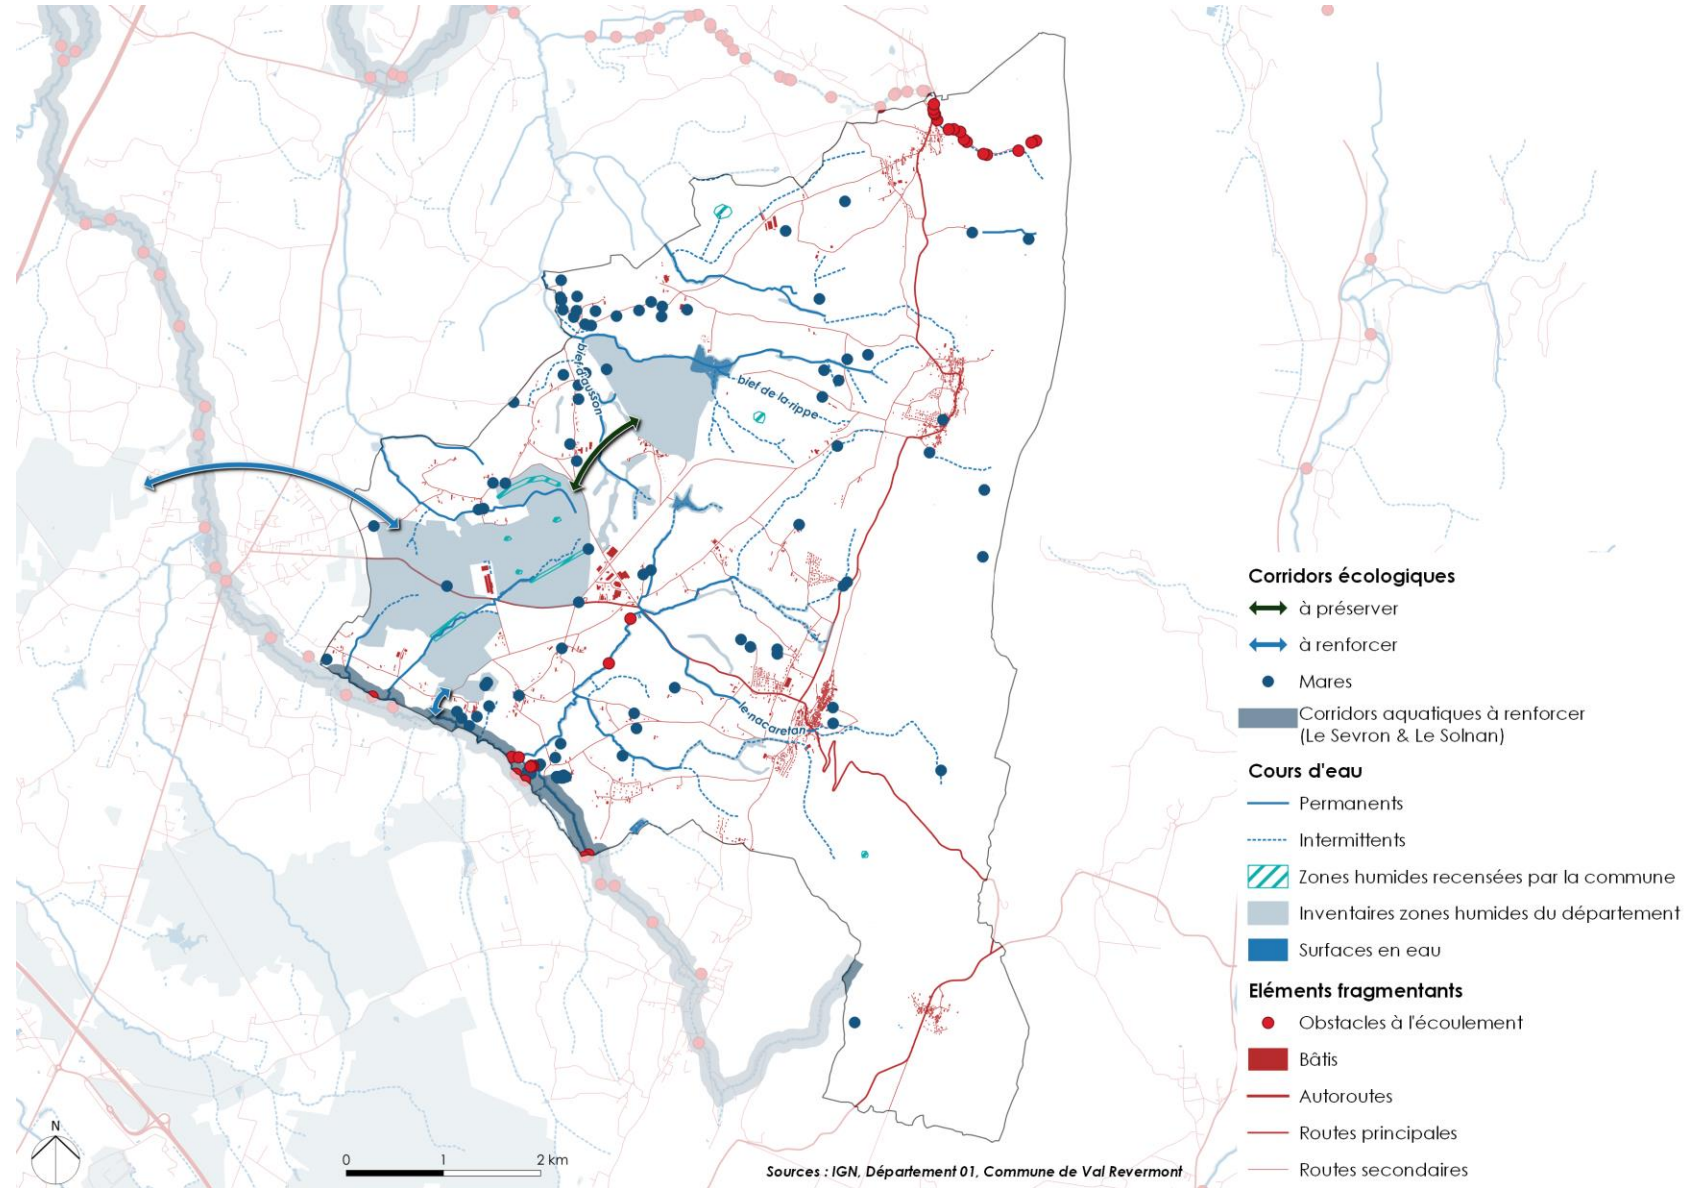 bief d'ausson
bief de la rippe
le nacaretan
Corridors écologiques
à préserver
à renforcer
Mares
Corridors aquatiques à renforcer
(Le Sevron & Le Solnan)
Cours d'eau
Permanents
Intermittents
Zones humides recensées par la commune
Inventaires zones humides du département
Surfaces en eau
Eléments fragmentants
Obstacles à l'écoulement
Bâtis
Autoroutes
Routes principales
Routes secondaires
N
0 1 2 km
Sources : IGN, Département 01, Commune de Val Revermont